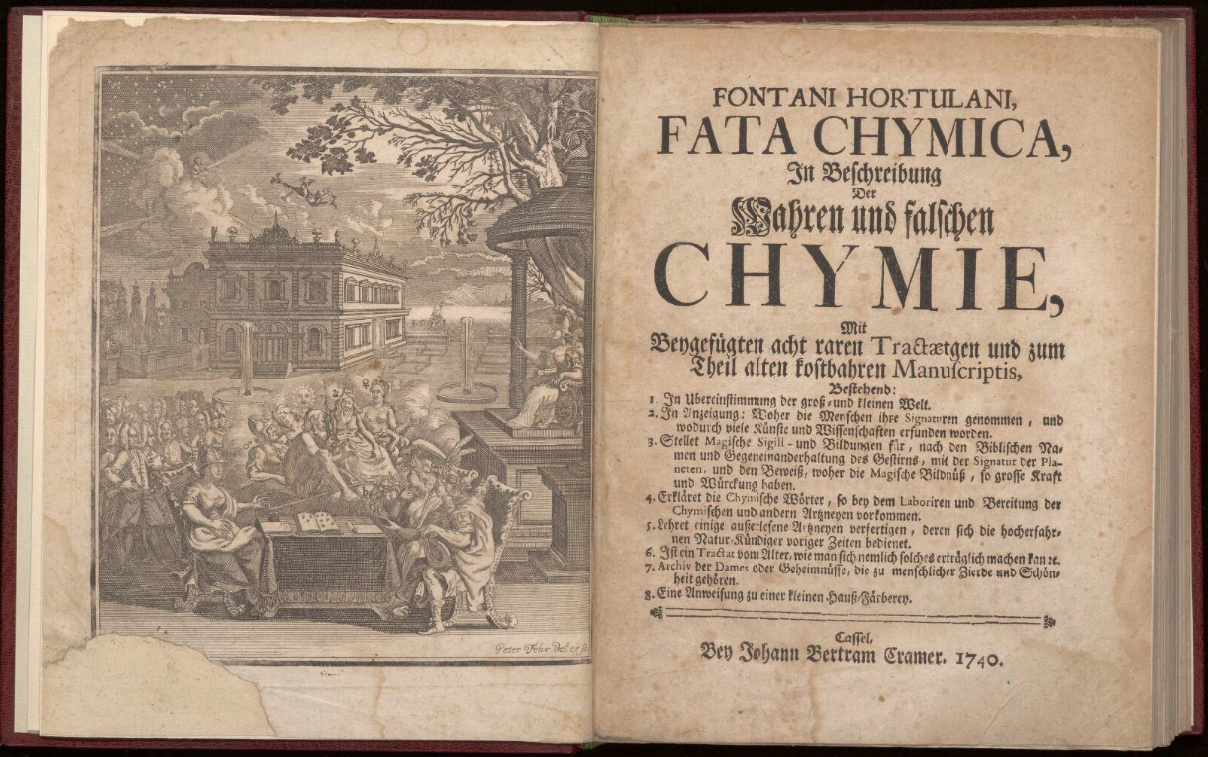 Peter Fehr Del. et sc
FONTANI HORTULANI,
FATA CHYMICA,
In Beschreibung
Der
Wahren und falschen
CHYMIE,
Mit
Beygefügten acht raren Tractætgen und zum
Theil alten kostbahren Manuscriptis,
Bestehend:
1. In Ubereinstimmung der groß- und kleinen Welt.
2. In Anzeigung: Woher die Menschen ihre Signaturen genommen, und
wodurch viele Künste und Wissenschaften erfunden worden.
3. Stellet Magische Sigill- und Bildungen für, nach den Biblischen Na-
men und Gegeneinanderhaltung des Gestirns, mit der Signatur der Pla-
neten, und den Beweiß, woher die Magische Bildnüß, so grosse Kraft
und Würckung haben.
4. Erkläret die Chymische Wörter, so bey dem Laboriren und Bereitung der
Chymischen und andern Artzneyen vorkommen.
5. Lehret einige außerlesene Artzneyen verfertigen, deren sich die hocherfahr-
nen Natur-Kündiger voriger Zeiten bedienet.
6. Ist ein Tractat vom Alter, wie man sich nemlich solches erträglich machen kan ꝛc.
7. Archiv der Dames oder Geheimnüsse, die zu menschlicher Zierde und Schön-
heit gehören.
8. Eine Anweisung zu einer kleinen Hauß-Färberey.
Cassel,
Bey Johann Bertram Cramer. 1740.